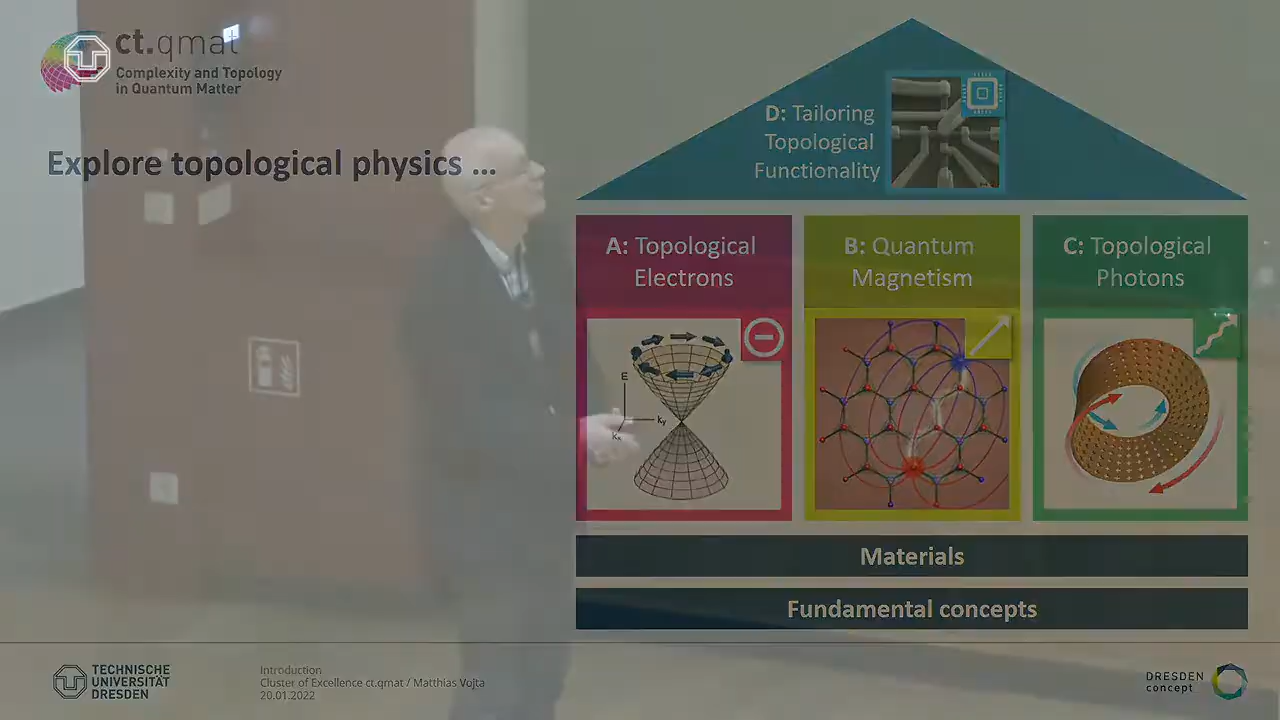 ct.qmat
Complexity and Topology
in Quantum Matter
Explore topological physics ...
D: Tailoring
Topological
Functionality
A: Topological
Electrons
B: Quantum
Magnetism
C: Topological
Photons
E
ky
kx
Materials
Fundamental concepts
TECHNISCHE
UNIVERSITÄT
DRESDEN
Introduction
Cluster of Excellence ct.qmat / Matthias Vojta
20.01.2022
DRESDEN
concept